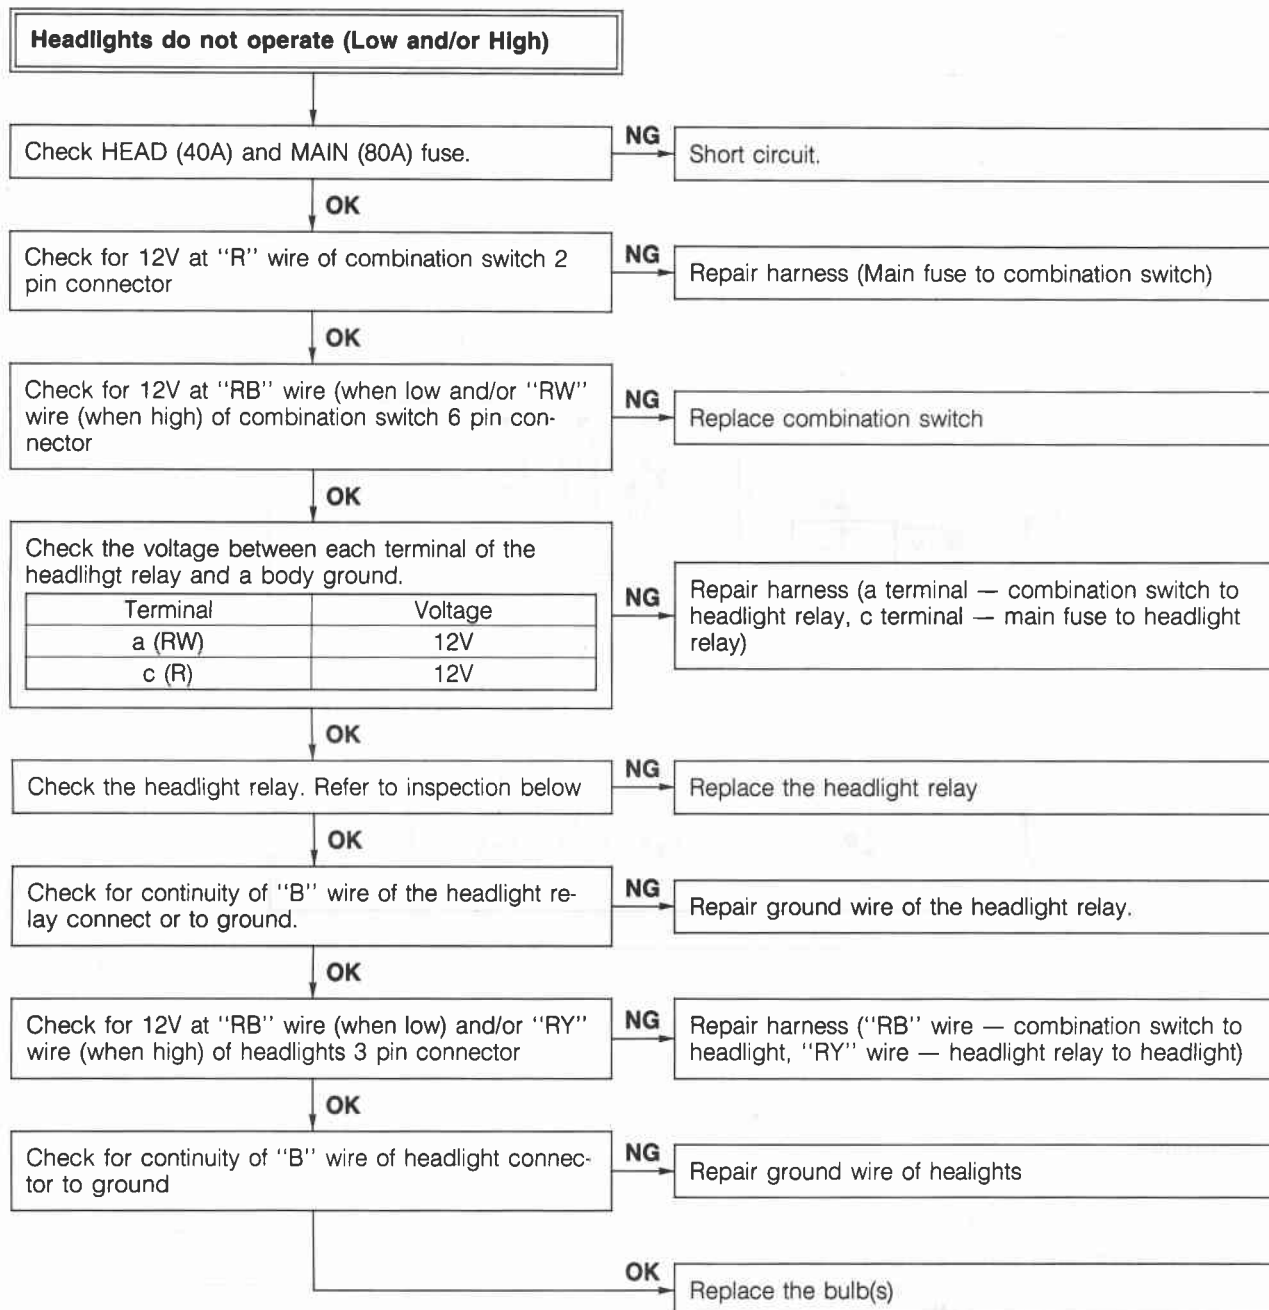 Headlights do not operate (Low and/or High)
Check HEAD (40A) and MAIN (80A) fuse.
NG
Short circuit.
OK
Check for 12V at "R" wire of combination switch 2
pin connector
NG
Repair harness (Main fuse to combination switch)
OK
Check for 12V at "RB" wire (when low and/or "RW"
wire (when high) of combination switch 6 pin con-
nector
NG
Replace combination switch
OK
Check the voltage between each terminal of the
headlihgt relay and a body ground.
Terminal Voltage
a (RW) 12V
c (R) 12V
NG
Repair harness (a terminal — combination switch to
headlight relay, c terminal — main fuse to headlight
relay)
OK
Check the headlight relay. Refer to inspection below
NG
Replace the headlight relay
OK
Check for continuity of "B" wire of the headlight re-
lay connect or to ground.
NG
Repair ground wire of the headlight relay.
OK
Check for 12V at "RB" wire (when low) and/or "RY"
wire (when high) of headlights 3 pin connector
NG
Repair harness ("RB" wire — combination switch to
headlight, "RY" wire — headlight relay to headlight)
OK
Check for continuity of "B" wire of headlight connec-
tor to ground
NG
Repair ground wire of healights
OK
Replace the bulb(s)